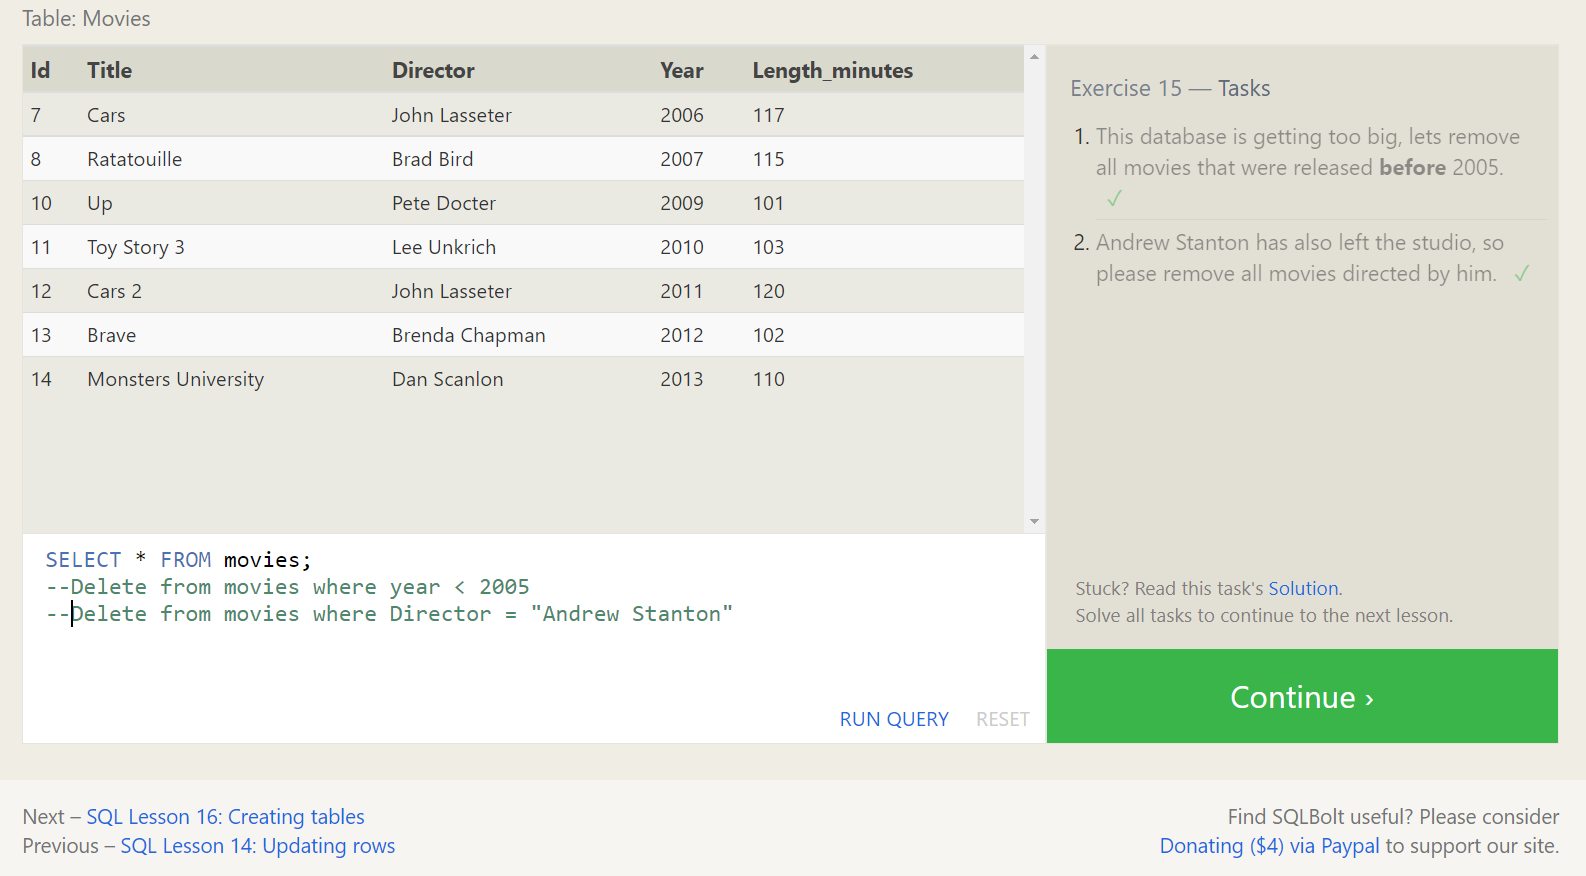 Table: Movies
Id Title Director Year Length_minutes
7 Cars John Lasseter 2006 117
8 Ratatouille Brad Bird 2007 115
10 Up Pete Docter 2009 101
11 Toy Story 3 Lee Unkrich 2010 103
12 Cars 2 John Lasseter 2011 120
13 Brave Brenda Chapman 2012 102
14 Monsters University Dan Scanlon 2013 110
SELECT * FROM movies;
--Delete from movies where year < 2005
--Delete from movies where Director = "Andrew Stanton"
RUN QUERY RESET
Exercise 15 — Tasks
1. This database is getting too big, lets remove
all movies that were released before 2005.
✓
2. Andrew Stanton has also left the studio, so
please remove all movies directed by him. ✓
Stuck? Read this task's Solution.
Solve all tasks to continue to the next lesson.
Continue ›
Next – SQL Lesson 16: Creating tables
Previous – SQL Lesson 14: Updating rows
Find SQLBolt useful? Please consider
Donating ($4) via Paypal to support our site.